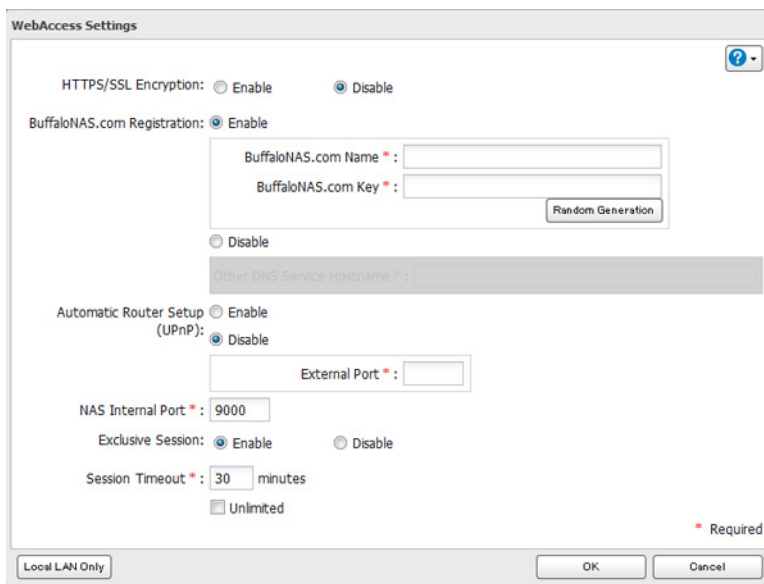 WebAccess Settings
?
HTTPS/SSL Encryption: Enable Disable
BuffaloNAS.com Registration: Enable
BuffaloNAS.com Name * :
BuffaloNAS.com Key * :
Random Generation
Disable
Other DNS Service Hostname * :
Automatic Router Setup Enable
(UPnP): Disable
External Port * :
NAS Internal Port * : 9000
Exclusive Session: Enable Disable
Session Timeout * : 30 minutes
Unlimited
* Required
Local LAN Only OK Cancel